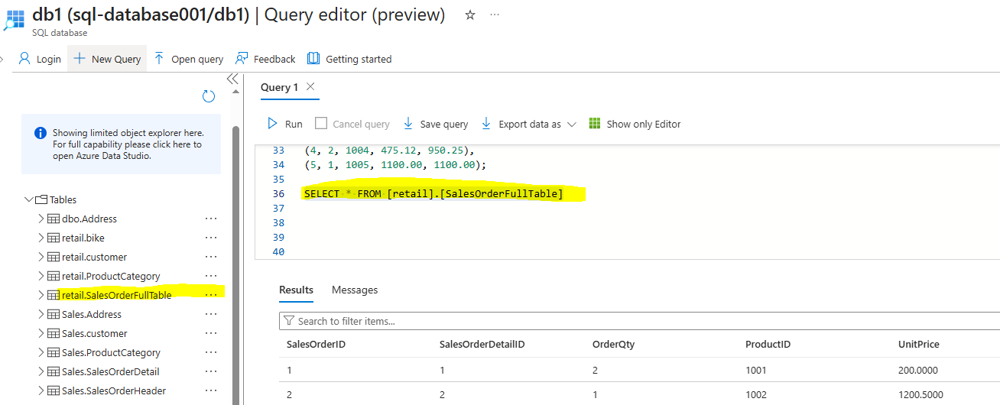 db1 (sql-database001/db1) | Query editor (preview)
SQL database
Login
New Query
Open query
Feedback
Getting started
Showing limited object explorer here.
For full capability please click here to
open Azure Data Studio.
Tables
dbo.Address
retail.bike
retail.customer
retail.ProductCategory
retail.SalesOrderFullTable
Sales.Address
Sales.customer
Sales.ProductCategory
Sales.SalesOrderDetail
Sales.SalesOrderHeader
Query 1
Run
Cancel query
Save query
Export data as
Show only Editor
33 (4, 2, 1004, 475.12, 950.25),
34 (5, 1, 1005, 1100.00, 1100.00);
35
36 SELECT * FROM [retail].[SalesOrderFullTable]
37
38
39
40
Results Messages
Search to filter items...
SalesOrderID SalesOrderDetailID OrderQty ProductID UnitPrice
1 1 2 1001 200.0000
2 2 1 1002 1200.5000